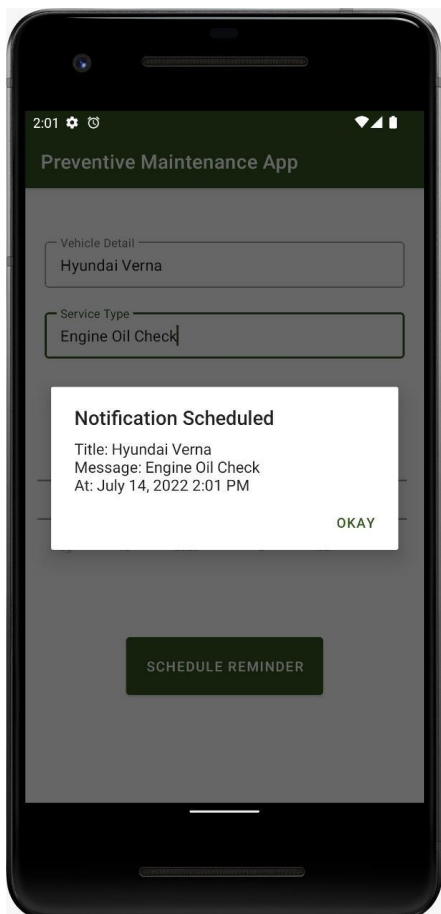 2:01
Preventive Maintenance App
Vehicle Detail
Hyundai Verna
Service Type
Engine Oil Check
Notification Scheduled
Title: Hyundai Verna
Message: Engine Oil Check
At: July 14, 2022 2:01 PM
OKAY
SCHEDULE REMINDER